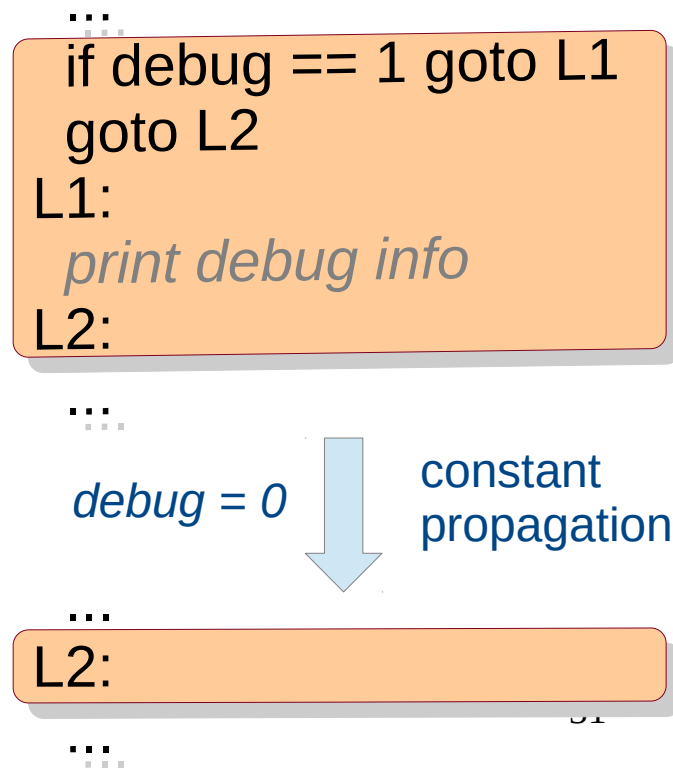 ...
if debug == 1 goto L1
goto L2
L1:
print debug info
L2:
...
debug = 0
constant
propagation
...
L2:
...